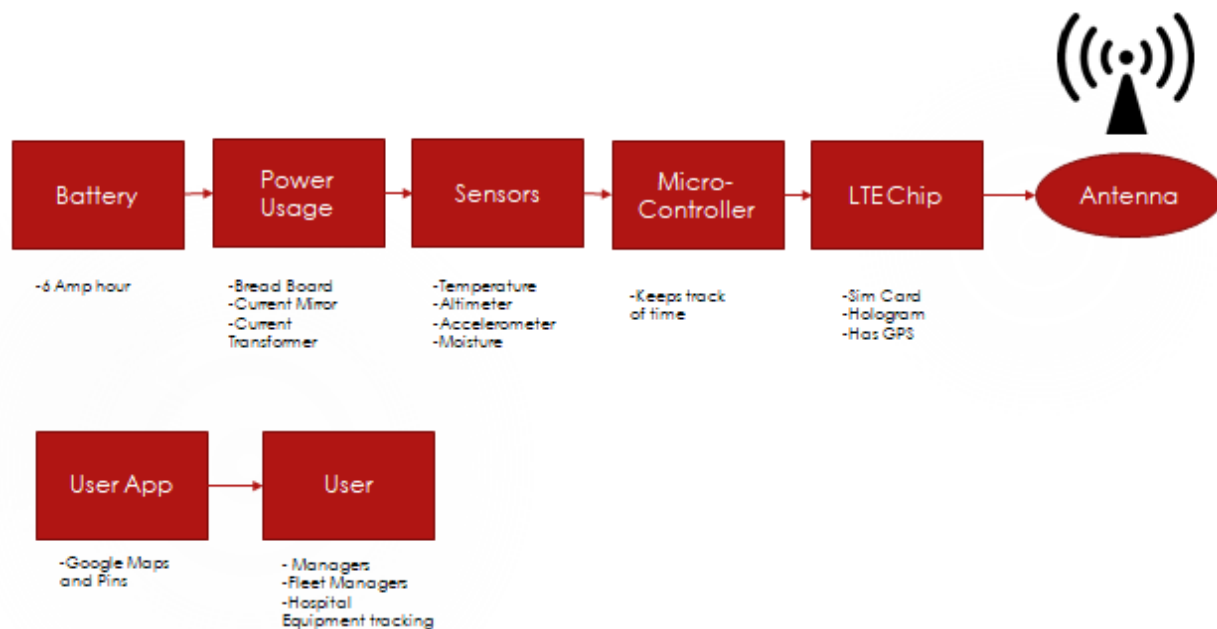 Battery
Power
Usage
Sensors
Micro-
Controller
LTE Chip
Antenna
-6 Amp hour
-Bread Board
-Current Mirror
-Current
Transformer
-Temperature
-Altimeter
-Accelerometer
-Moisture
-Keeps track
of time
-Sim Card
-Hologram
-Has GPS
User App
User
-Google Maps
and Pins
- Managers
-Fleet Managers
-Hospital
Equipment tracking